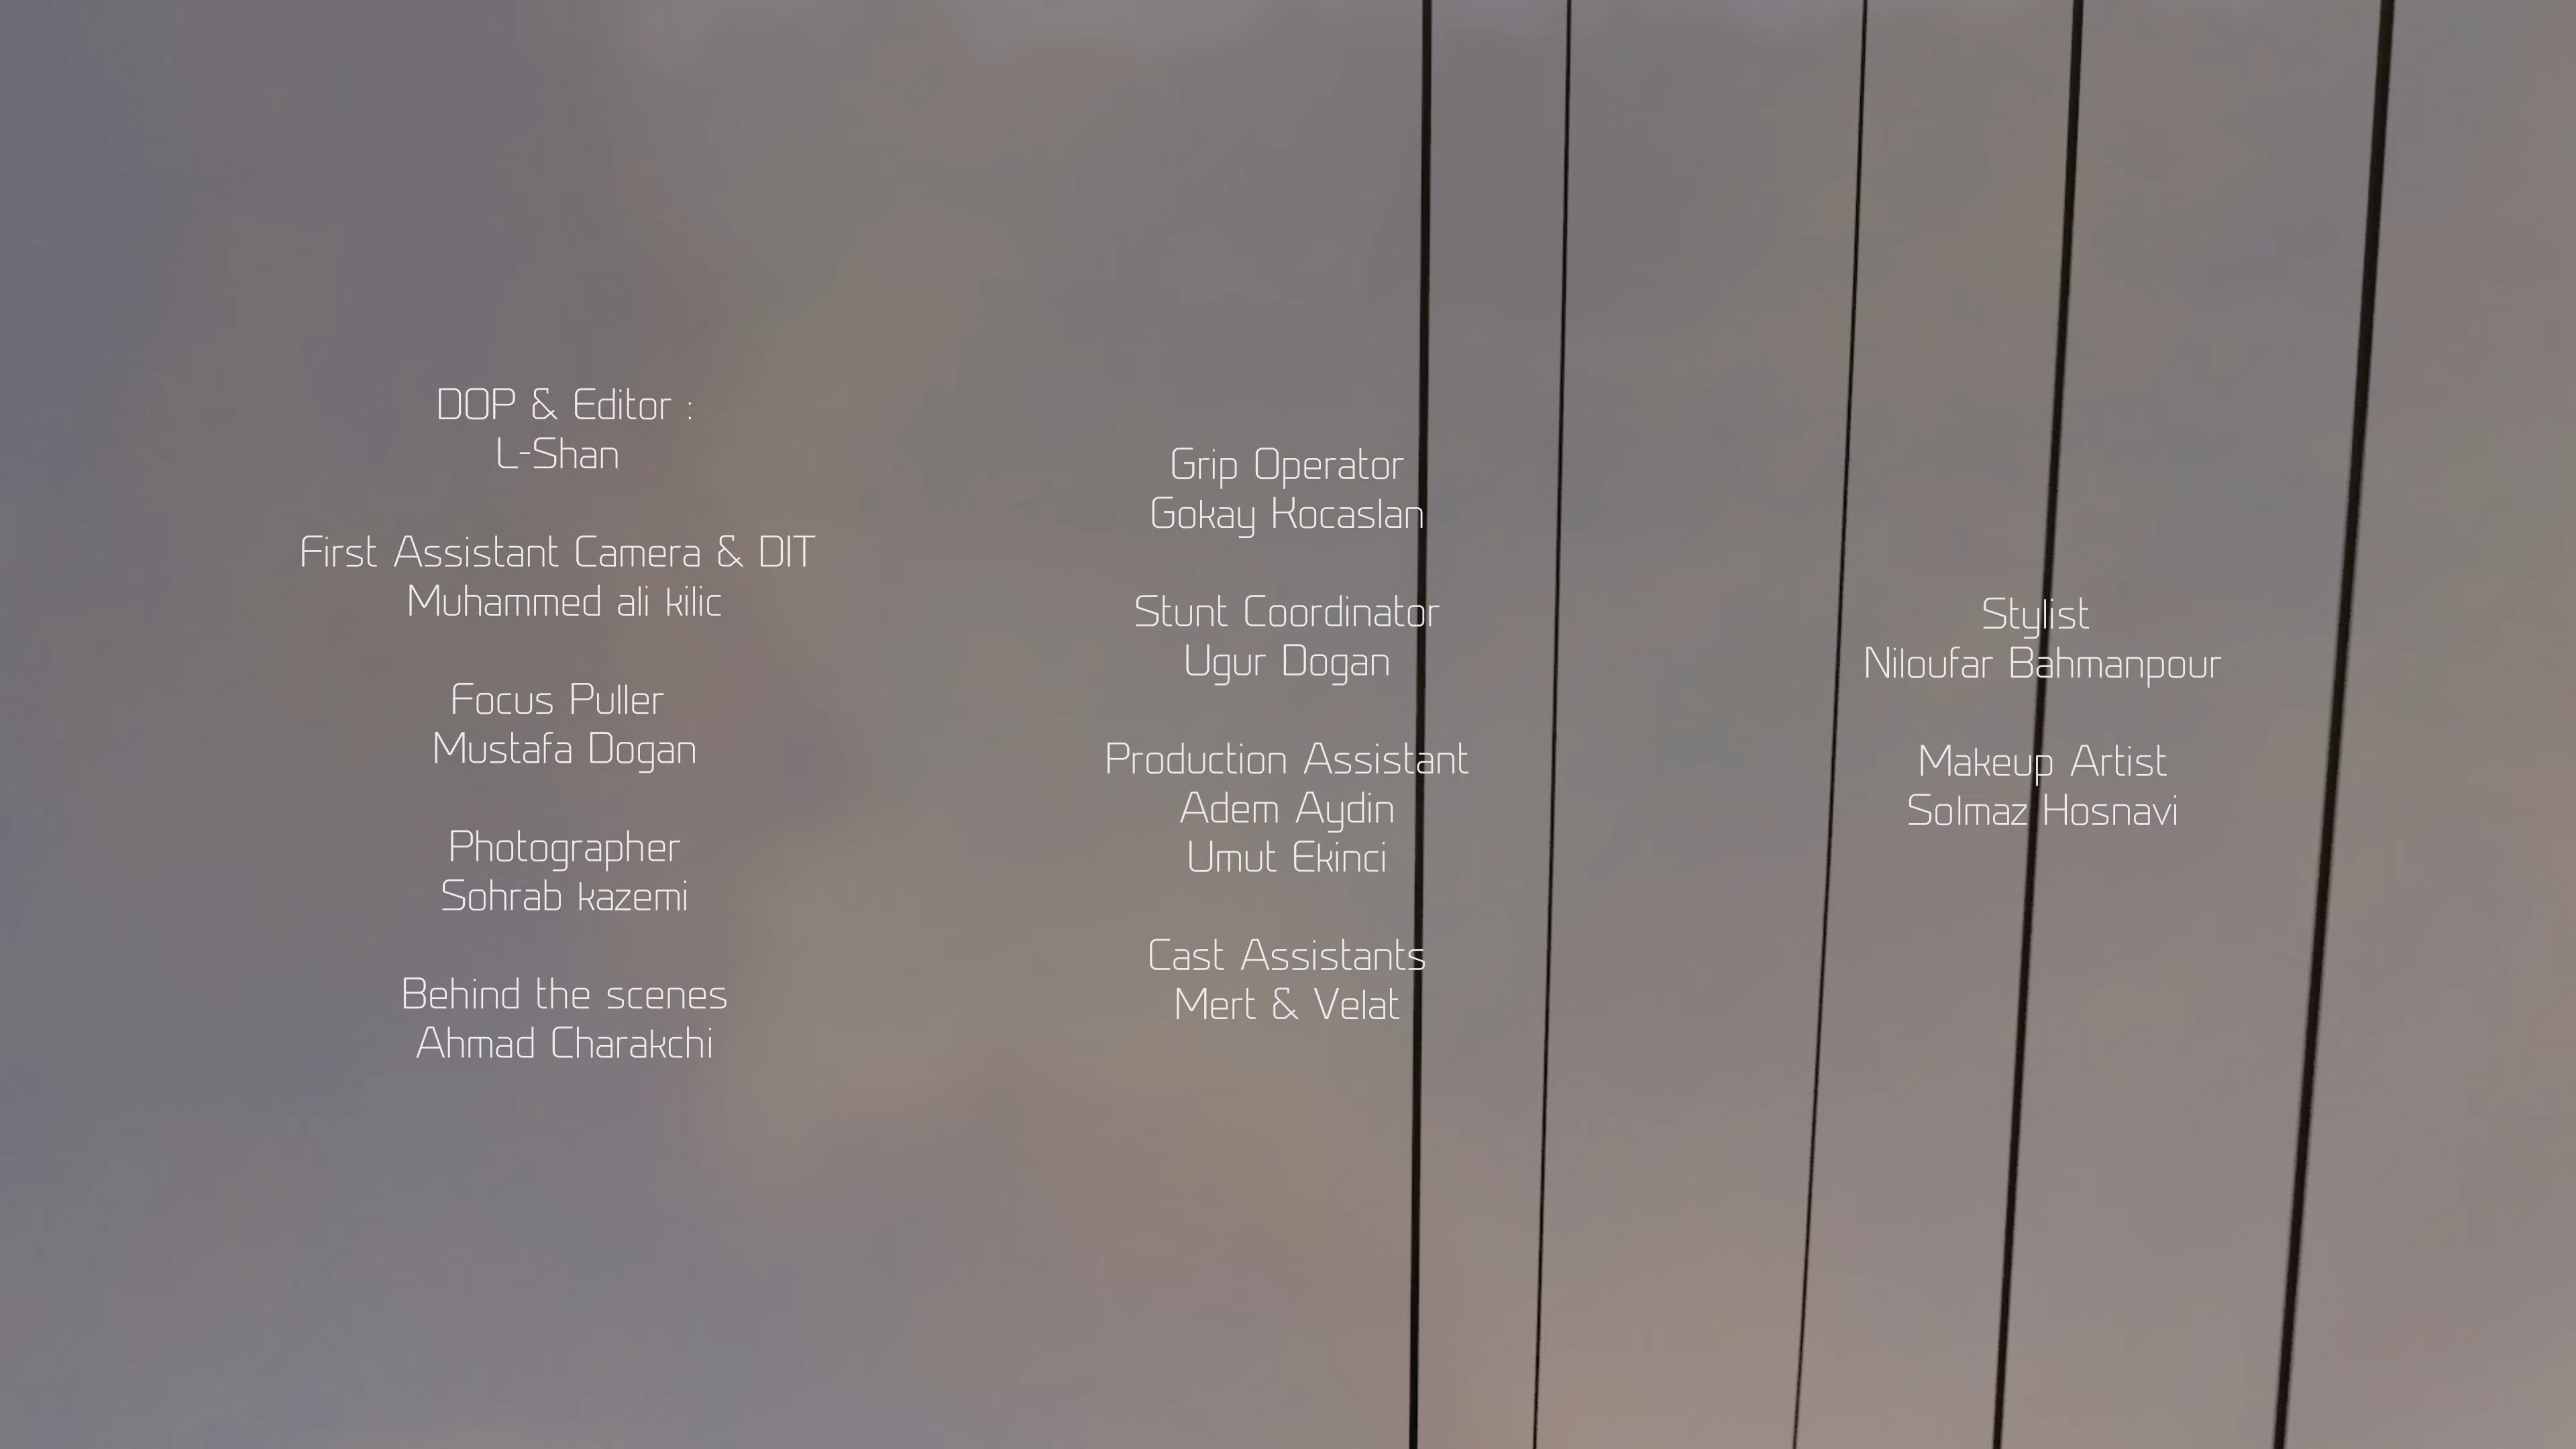 DOP & Editor :
L-Shan
First Assistant Camera & DIT
Muhammed ali kilic
Focus Puller
Mustafa Dogan
Photographer
Sohrab kazemi
Behind the scenes
Ahmad Charakchi
Grip Operator
Gokay Kocaslan
Stunt Coordinator
Ugur Dogan
Production Assistant
Adem Aydin
Umut Ekinci
Cast Assistants
Mert & Velat
Stylist
Niloufar Bahmanpour
Makeup Artist
Solmaz Hosnavi